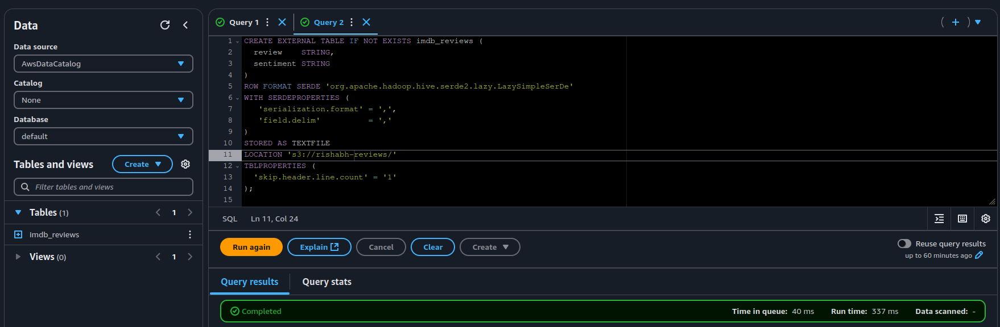 Data
Data source
AwsDataCatalog
Catalog
None
Database
default
Tables and views
Create
Filter tables and views
Tables (1)
1
imdb_reviews
Views (0)
1
Query 1
Query 2
1 CREATE EXTERNAL TABLE IF NOT EXISTS imdb_reviews (
2   review    STRING,
3   sentiment STRING
4 )
5 ROW FORMAT SERDE 'org.apache.hadoop.hive.serde2.lazy.LazySimpleSerDe'
6 WITH SERDEPROPERTIES (
7    'serialization.format' = ',',
8    'field.delim'          = ','
9 )
10 STORED AS TEXTFILE
11 LOCATION 's3://rishabh-reviews/'
12 TBLPROPERTIES (
13   'skip.header.line.count' = '1'
14 );
15
SQL Ln 11, Col 24
Run again
Explain
Cancel
Clear
Create
Reuse query results
up to 60 minutes ago
Query results
Query stats
Completed
Time in queue: 40 ms
Run time: 337 ms
Data scanned: -